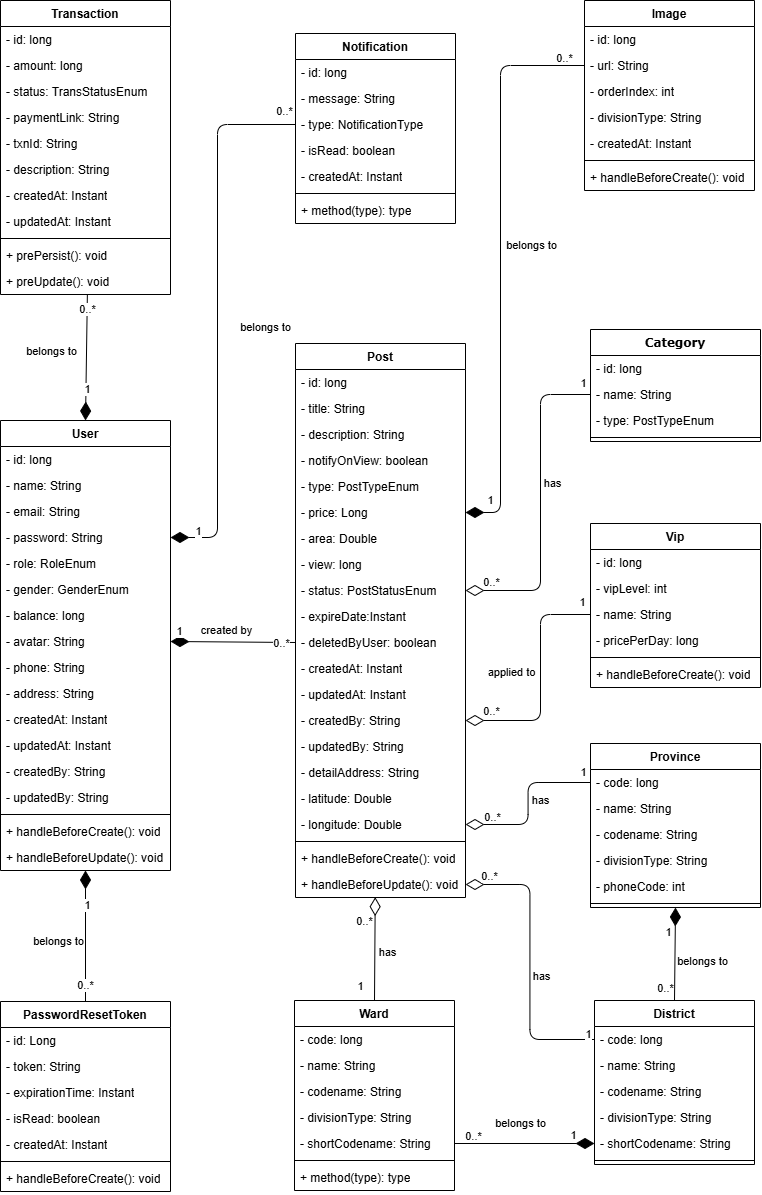 Transaction
- id: long
- amount: long
- status: TransStatusEnum
- paymentLink: String
- txnId: String
- description: String
- createdAt: Instant
- updatedAt: Instant
+ prePersist(): void
+ preUpdate(): void
0..*
belongs to
1
User
- id: long
- name: String
- email: String
- password: String
- role: RoleEnum
- gender: GenderEnum
- balance: long
- avatar: String
- phone: String
- address: String
- createdAt: Instant
- updatedAt: Instant
- createdBy: String
- updatedBy: String
+ handleBeforeCreate(): void
+ handleBeforeUpdate(): void
1
belongs to
0..*
PasswordResetToken
- id: Long
- token: String
- expirationTime: Instant
- isRead: boolean
- createdAt: Instant
+ handleBeforeCreate(): void
Notification
- id: long
- message: String
- type: NotificationType
- isRead: boolean
- createdAt: Instant
+ method(type): type
0..*
belongs to
1
1
created by
0..*
Post
- id: long
- title: String
- description: String
- notifyOnView: boolean
- type: PostTypeEnum
- price: Long
- area: Double
- view: long
- status: PostStatusEnum
- expireDate:Instant
- deletedByUser: boolean
- createdAt: Instant
- updatedAt: Instant
- createdBy: String
- updatedBy: String
- detailAddress: String
- latitude: Double
- longitude: Double
+ handleBeforeCreate(): void
+ handleBeforeUpdate(): void
0..*
has
1
Ward
- code: long
- name: String
- codename: String
- divisionType: String
- shortCodename: String
+ method(type): type
Image
- id: long
- url: String
- orderIndex: int
- divisionType: String
- createdAt: Instant
+ handleBeforeCreate(): void
0..*
belongs to
1
Category
- id: long
- name: String
- type: PostTypeEnum
1
has
0..*
Vip
- id: long
- vipLevel: int
- name: String
- pricePerDay: long
+ handleBeforeCreate(): void
1
applied to
0..*
Province
- code: long
- name: String
- codename: String
- divisionType: String
- phoneCode: int
1
has
0..*
0..*
has
1
1
belongs to
0..*
District
- code: long
- name: String
- codename: String
- divisionType: String
- shortCodename: String
belongs to
0..*
1